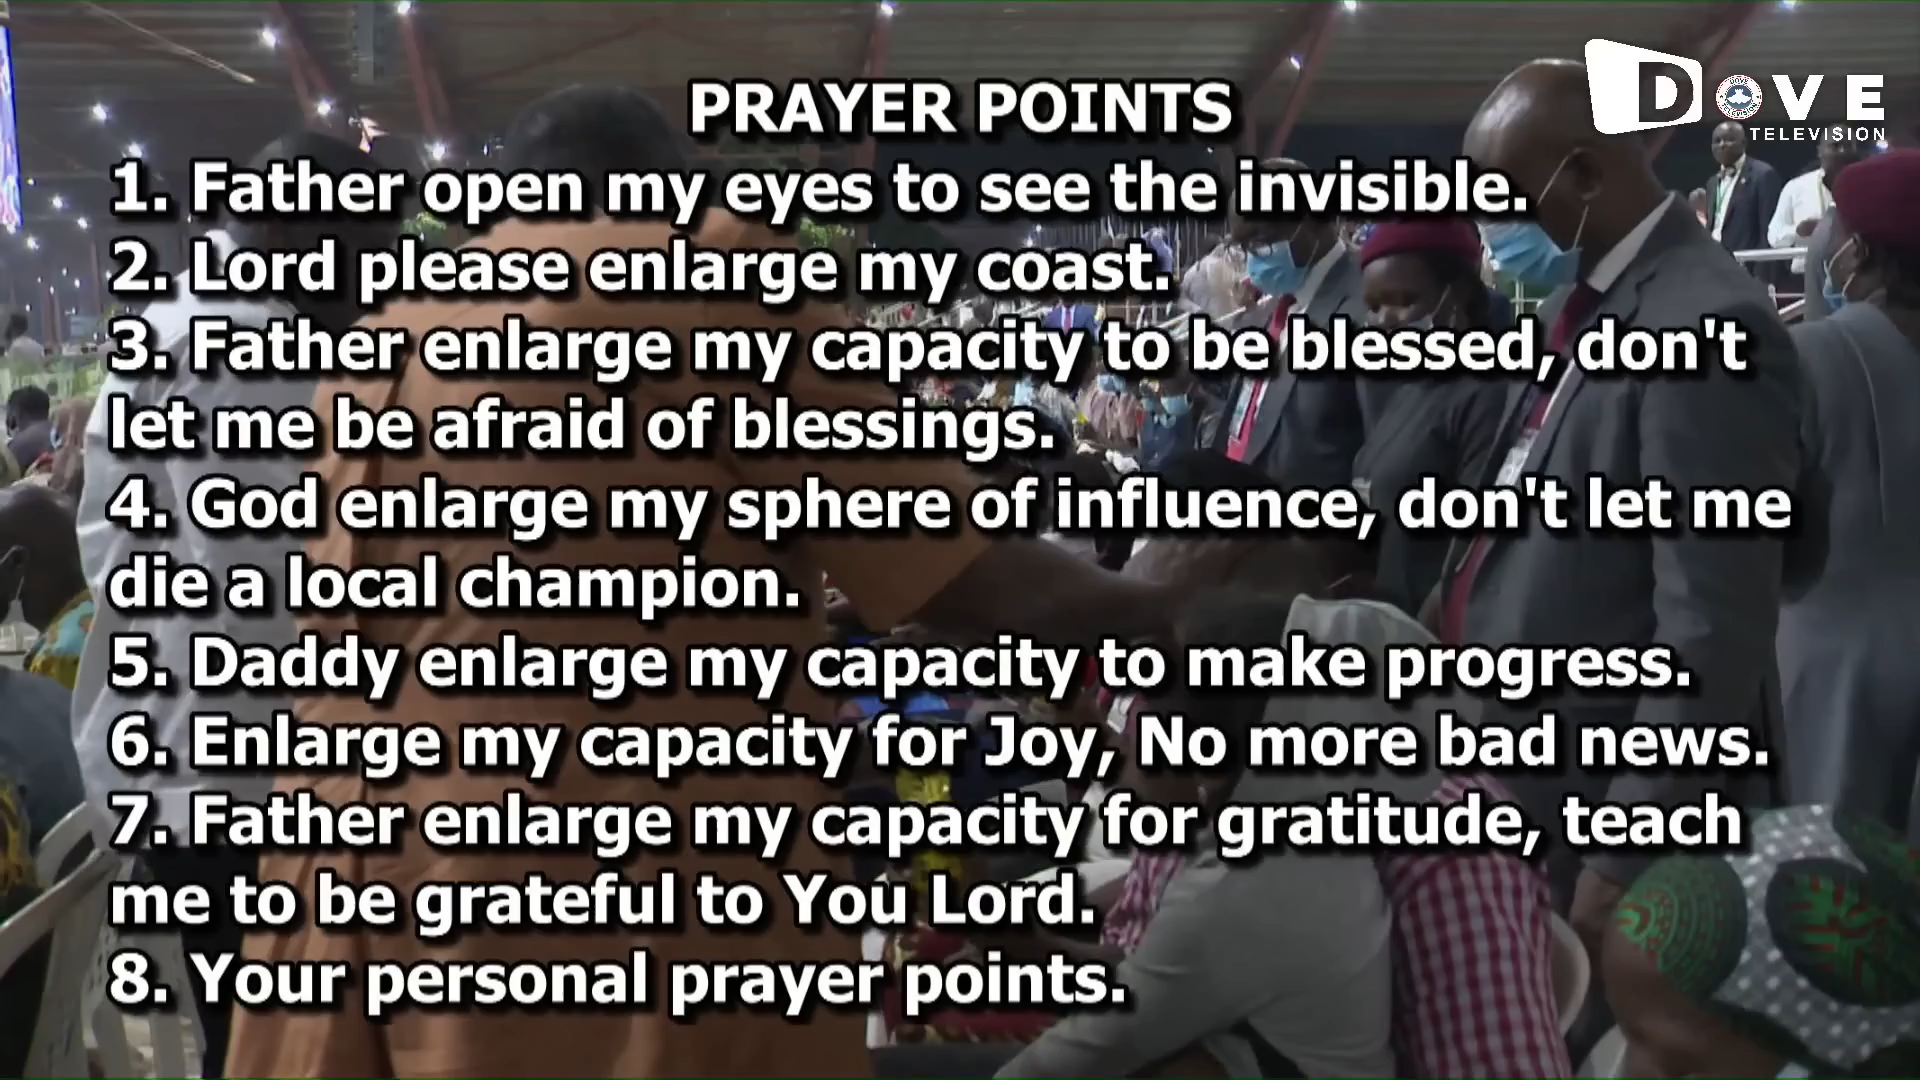 DOVE
TELEVISION
PRAYER POINTS
1. Father open my eyes to see the invisible.
2. Lord please enlarge my coast.
3. Father enlarge my capacity to be blessed, don't
let me be afraid of blessings.
4. God enlarge my sphere of influence, don't let me
die a local champion.
5. Daddy enlarge my capacity to make progress.
6. Enlarge my capacity for Joy, No more bad news.
7. Father enlarge my capacity for gratitude, teach
me to be grateful to You Lord.
8. Your personal prayer points.